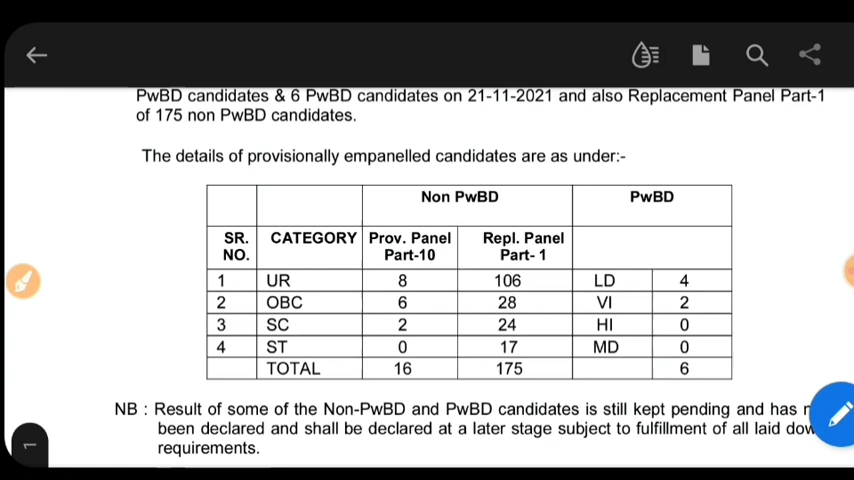 PwBD candidates & 6 PwBD candidates on 21-11-2021 and also Replacement Panel Part-1
of 175 non PwBD candidates.
The details of provisionally empanelled candidates are as under:-
Non PwBD PwBD
SR. NO. CATEGORY Prov. Panel Part-10 Repl. Panel Part- 1
1 UR 8 106 LD 4
2 OBC 6 28 VI 2
3 SC 2 24 HI 0
4 ST 0 17 MD 0
TOTAL 16 175 6
NB : Result of some of the Non-PwBD and PwBD candidates is still kept pending and has
been declared and shall be declared at a later stage subject to fulfillment of all laid
requirements.
1